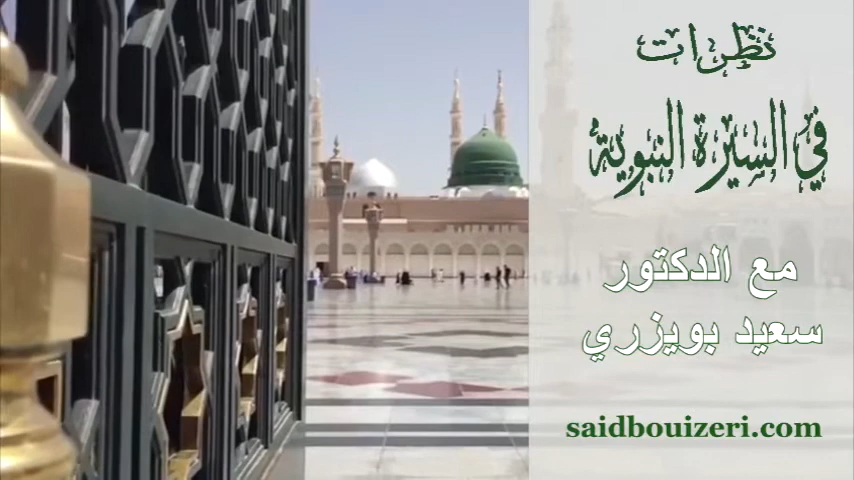 نظرات
في السيرة النبوية
مع الدكتور
سعيد بويزري
saidbouizeri.com